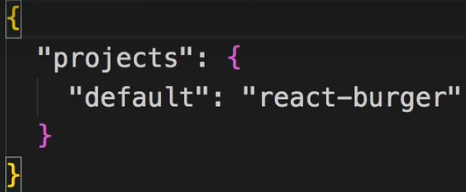 {
"projects": {
"default": "react-burger"
}
}